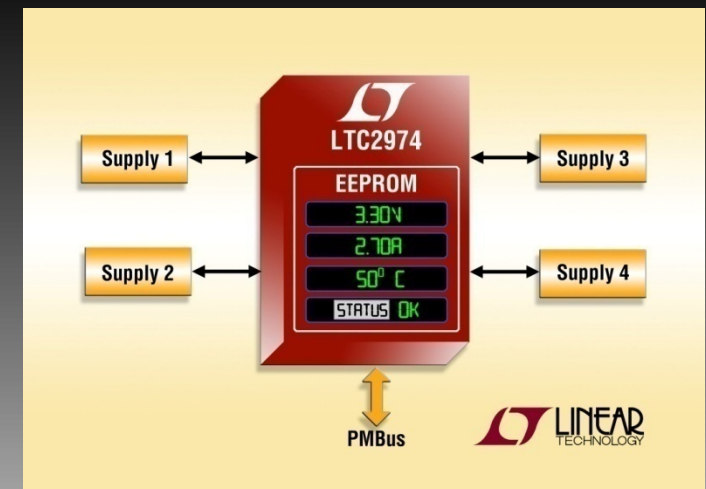 LTC2974
EEPROM
3.30V
2.70A
50° C
STATUS OK
Supply 1
Supply 2
Supply 3
Supply 4
PMBus
LINEAR
TECHNOLOGY